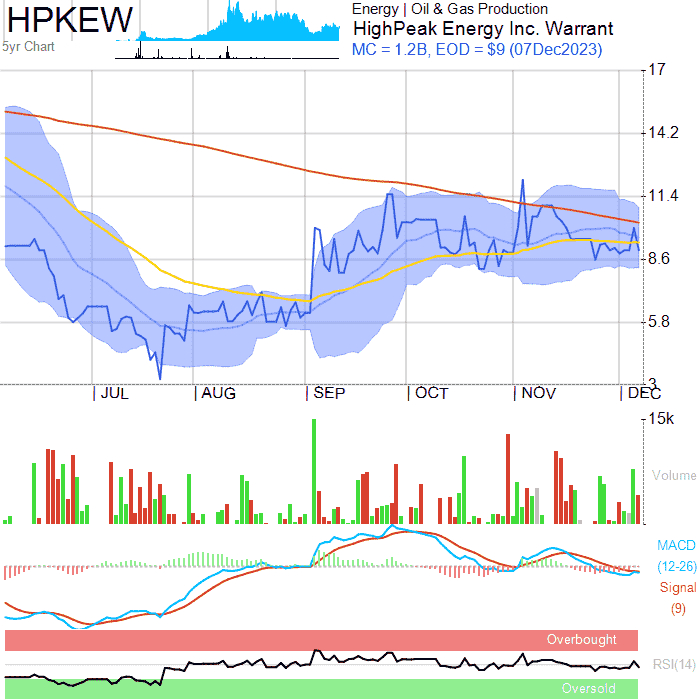 HPKEW
5yr Chart
Energy | Oil & Gas Production
HighPeak Energy Inc. Warrant
MC = 1.2B, EOD = $9 (07Dec2023)
17
14.2
11.4
8.6
5.8
3
JUL AUG SEP OCT NOV DEC
15k
Volume
MACD
(12-26)
Signal
(9)
Overbought
RSI(14)
Oversold